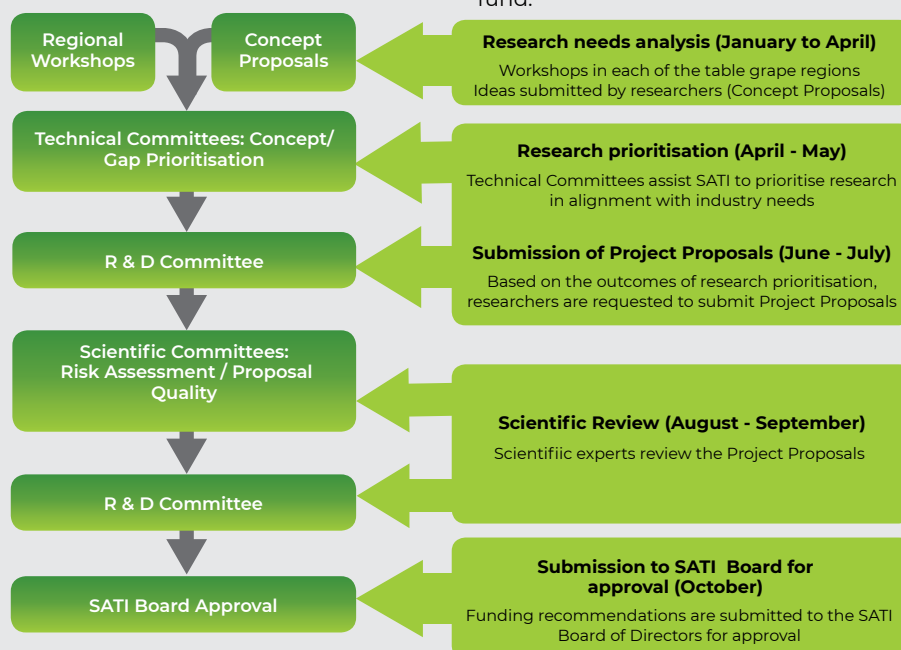 fund.
Regional
Workshops
Concept
Proposals
Research needs analysis (January to April)
Workshops in each of the table grape regions
Ideas submitted by researchers (Concept Proposals)
Technical Committees: Concept/
Gap Prioritisation
Research prioritisation (April - May)
Technical Committees assist SATI to prioritise research
in alignment with industry needs
R & D Committee
Submission of Project Proposals (June - July)
Based on the outcomes of research prioritisation,
researchers are requested to submit Project Proposals
Scientific Committees:
Risk Assessment / Proposal
Quality
Scientific Review (August - September)
Scientifiic experts review the Project Proposals
R & D Committee
SATI Board Approval
Submission to SATI Board for
approval (October)
Funding recommendations are submitted to the SATI
Board of Directors for approval